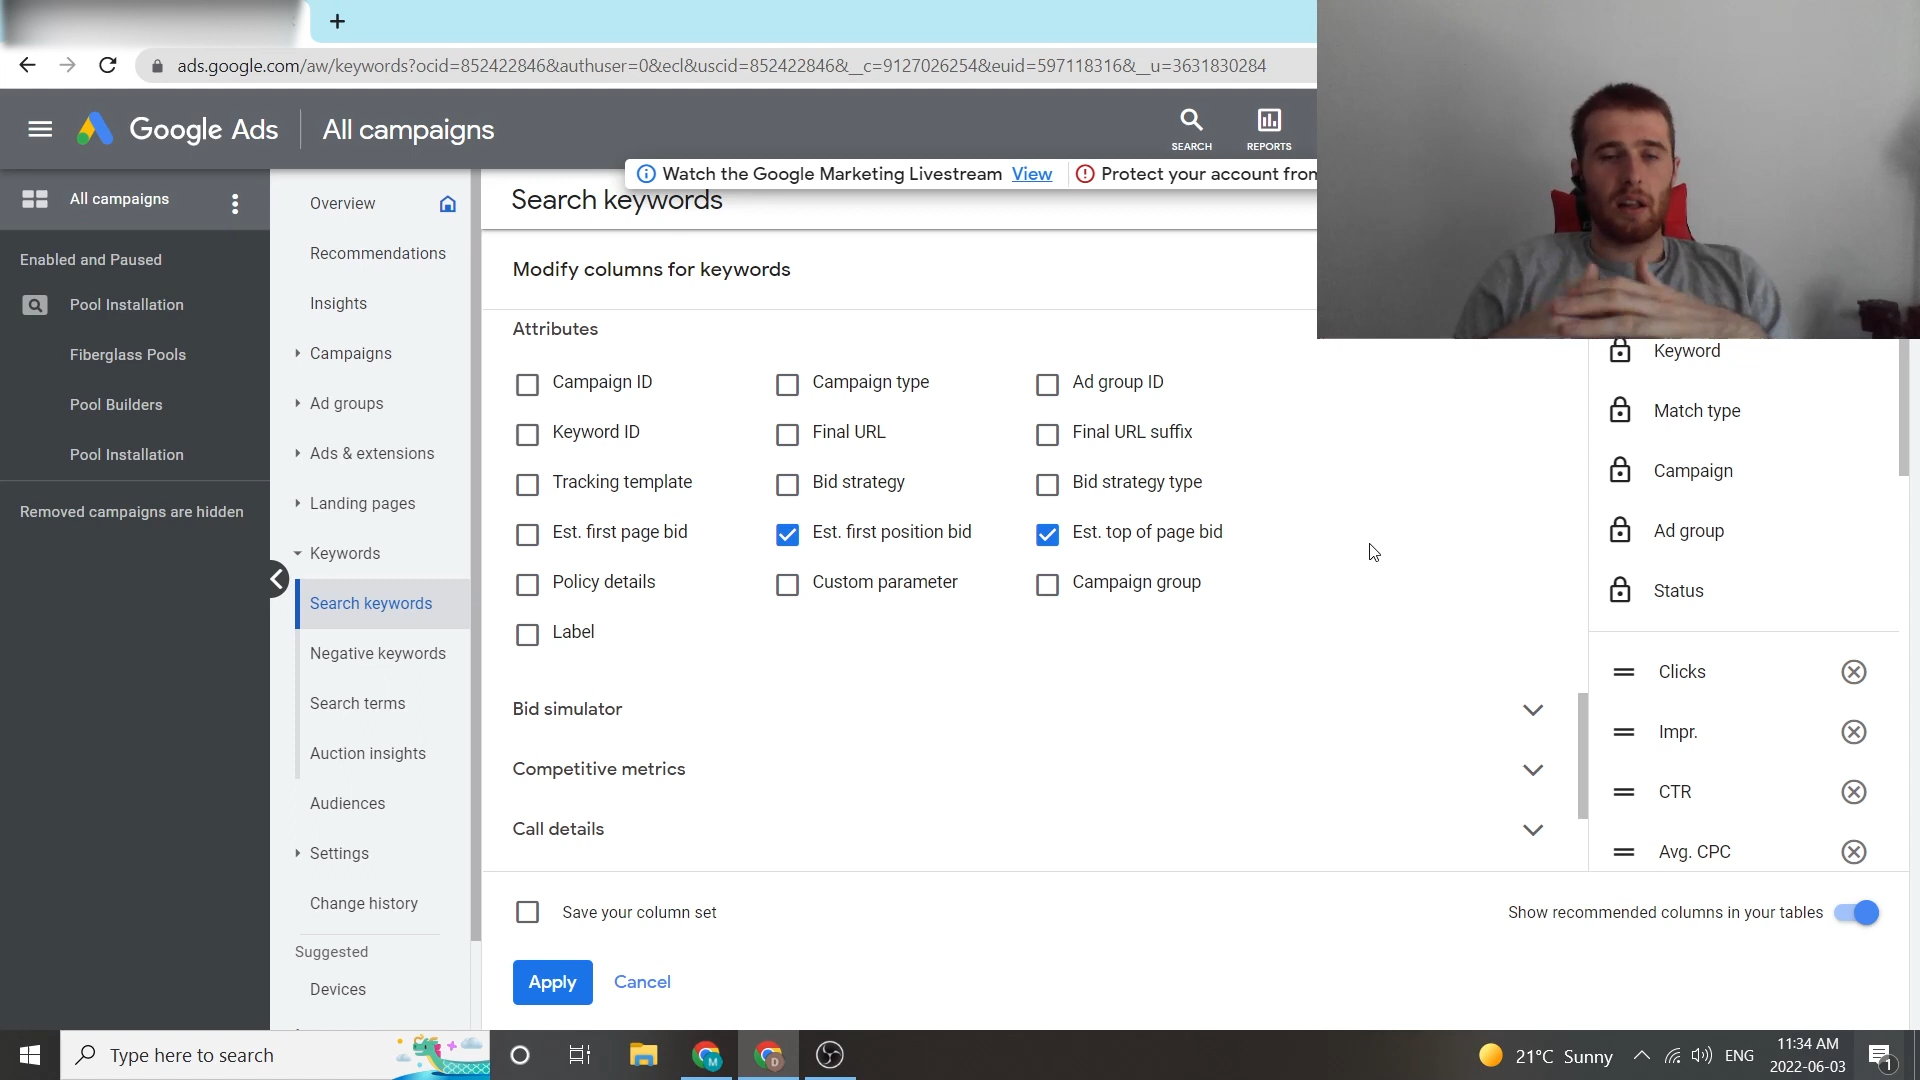 ads.google.com/aw/keywords?ocid=852422846&authuser=0&ecl&uscid=852422846&__c=9127026254&euid=597118316&__u=3631830284
Google Ads
All campaigns
SEARCH
REPORTS
Watch the Google Marketing Livestream View
Protect your account from
All campaigns
Enabled and Paused
Pool Installation
Fiberglass Pools
Pool Builders
Pool Installation
Removed campaigns are hidden
Overview
Recommendations
Insights
Campaigns
Ad groups
Ads & extensions
Landing pages
Keywords
Search keywords
Negative keywords
Search terms
Auction insights
Audiences
Settings
Change history
Suggested
Devices
Search keywords
Modify columns for keywords
Attributes
Campaign ID
Campaign type
Ad group ID
Keyword ID
Final URL
Final URL suffix
Tracking template
Bid strategy
Bid strategy type
Est. first page bid
Est. first position bid
Est. top of page bid
Policy details
Custom parameter
Campaign group
Label
Bid simulator
Competitive metrics
Call details
Keyword
Match type
Campaign
Ad group
Status
Clicks
Impr.
CTR
Avg. CPC
Save your column set
Show recommended columns in your tables
Apply
Cancel
Type here to search
M
D
21°C Sunny
ENG
11:34 AM
2022-06-03
1